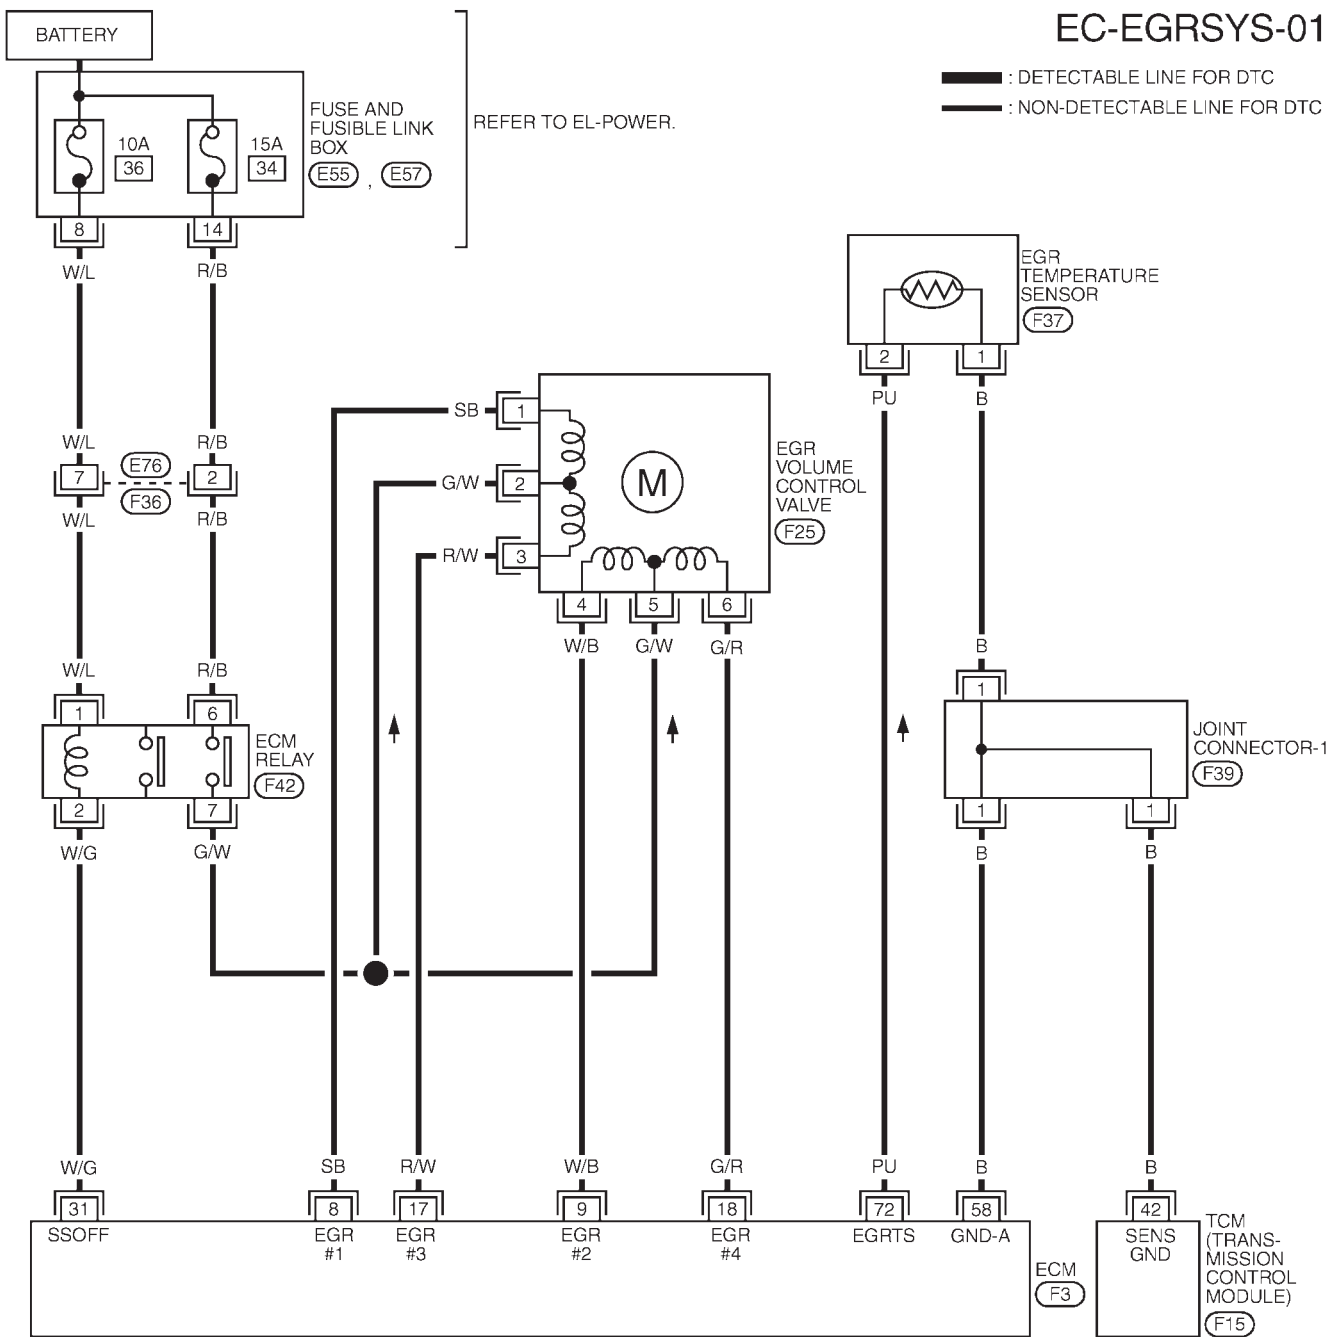 EC-EGRSYS-01
BATTERY
: DETECTABLE LINE FOR DTC
: NON-DETECTABLE LINE FOR DTC
FUSE AND
FUSIBLE LINK
BOX
E55 , E57
REFER TO EL-POWER.
10A
36
15A
34
8
14
W/L
R/B
EGR
TEMPERATURE
SENSOR
F37
2
1
PU
B
SB
1
G/W
2
R/W
3
M
EGR
VOLUME
CONTROL
VALVE
F25
4
5
6
W/B
G/W
G/R
W/L
R/B
7
E76
F36
2
W/L
R/B
W/L
R/B
1
6
ECM
RELAY
F42
2
7
W/G
G/W
B
1
JOINT
CONNECTOR-1
F39
1
1
B
B
W/G
SB
R/W
W/B
G/R
PU
B
B
31
8
17
9
18
72
58
42
SSOFF
EGR
#1
EGR
#3
EGR
#2
EGR
#4
EGRTS
GND-A
SENS
GND
ECM
F3
TCM
(TRANS-
MISSION
CONTROL
MODULE)
F15